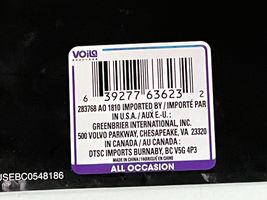 VOILA
6 39277 63623 2
283768 AO 1810 IMPORTED BY / IMPORTÉ PAR
IN U.S.A. / AUX E.-U. :
GREENBRIER INTERNATIONAL, INC.
500 VOLVO PARKWAY, CHESAPEAKE, VA 23320
IN CANADA / AU CANADA :
DTSC IMPORTS BURNABY, BC V5G 4P3
MADE IN CHINA / FABRIQUÉ EN CHINE
ALL OCCASION
USEBC0548186